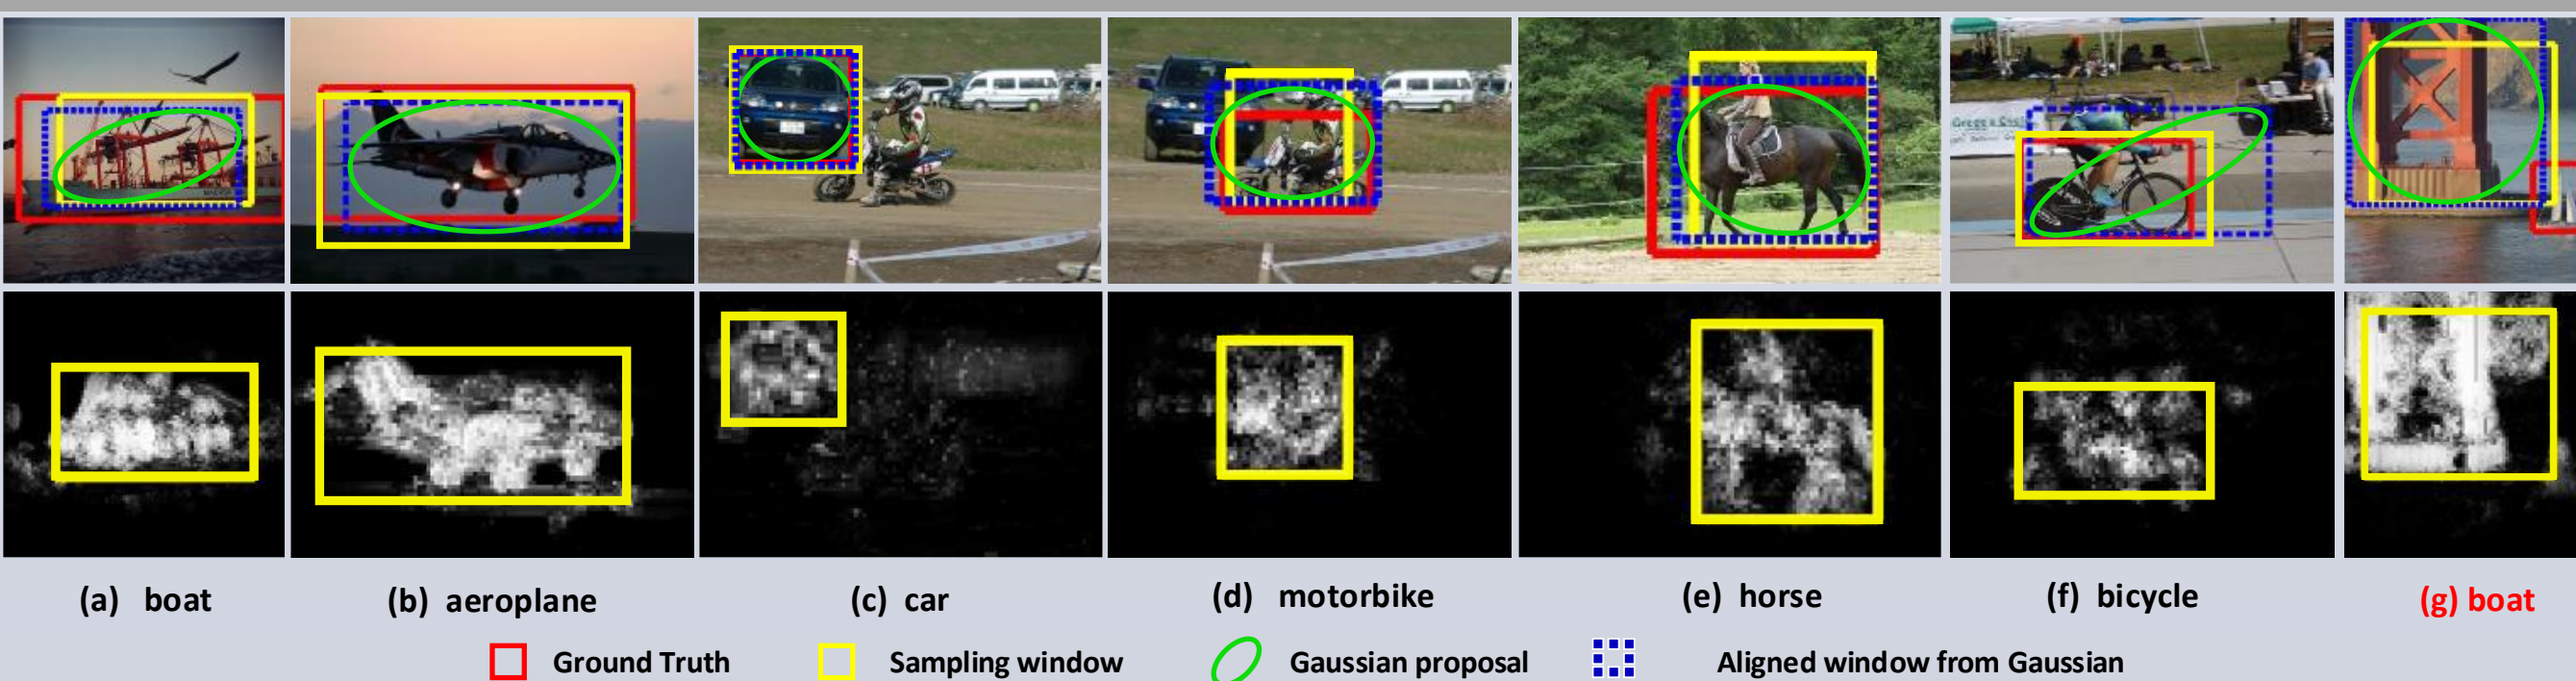 (a) boat
(b) aeroplane
(c) car
(d) motorbike
(e) horse
(f) bicycle
(g) boat
Ground Truth
Sampling window
Gaussian proposal
Aligned window from Gaussian